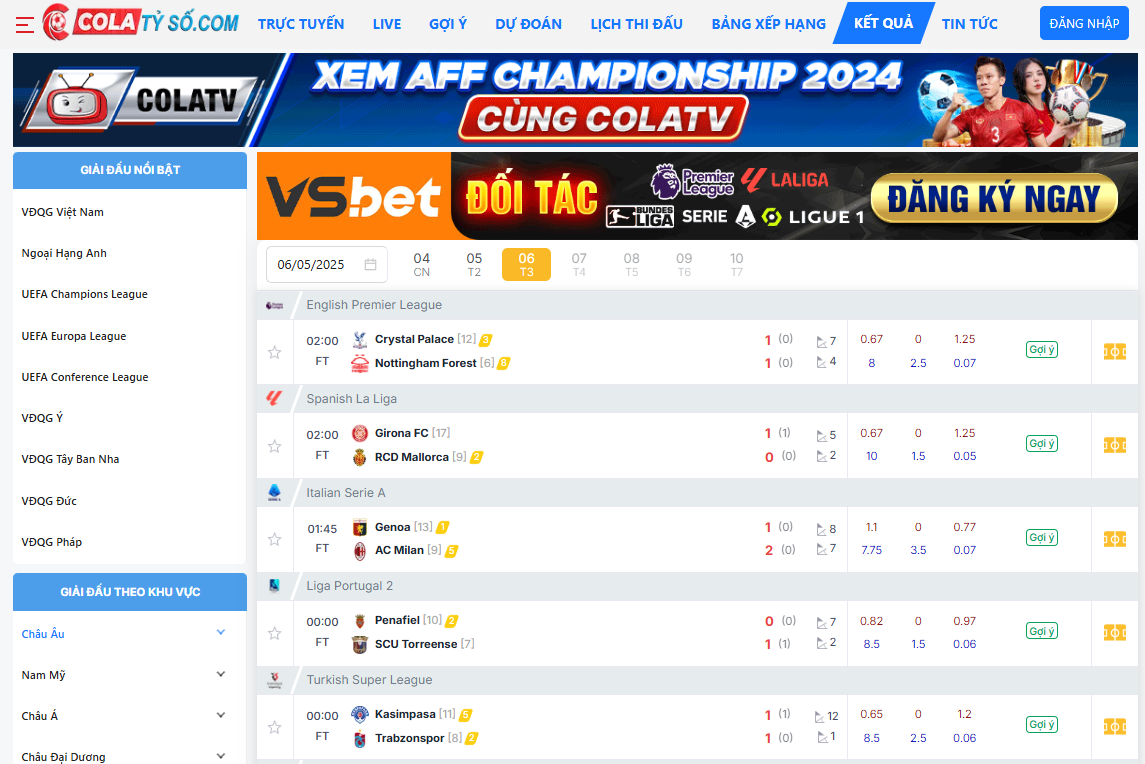 COLA TỶ SỐ.COM TRỰC TUYẾN LIVE GỢI Ý DỰ ĐOÁN LỊCH THI ĐẤU BẢNG XẾP HẠNG KẾT QUẢ TIN TỨC ĐĂNG NHẬP
COLATV
XEM AFF CHAMPIONSHIP 2024
CÙNG COLATV
3
GIẢI ĐẤU NỔI BẬT
VĐQG Việt Nam
Ngoại Hạng Anh
UEFA Champions League
UEFA Europa League
UEFA Conference League
VĐQG Ý
VĐQG Tây Ban Nha
VĐQG Đức
VĐQG Pháp
GIẢI ĐẤU THEO KHU VỰC
Châu Âu
Nam Mỹ
Châu Á
Châu Đại Dương
VSbet ĐỐI TÁC Premier League LALIGA
BUNDESLIGA SERIE A LIGUE 1
ĐĂNG KÝ NGAY
06/05/2025
04 05 06 07 08 09 10
CN T2 T3 T4 T5 T6 T7
English Premier League
02:00 Crystal Palace [12] 3 1 (0) 7 0.67 0 1.25 Gợi ý
FT Nottingham Forest [6] 8 1 (0) 4 8 2.5 0.07
Spanish La Liga
02:00 Girona FC [17] 1 (1) 5 0.67 0 1.25 Gợi ý
FT RCD Mallorca [9] 2 0 (0) 2 10 1.5 0.05
Italian Serie A
01:45 Genoa [13] 1 1 (0) 8 1.1 0 0.77 Gợi ý
FT AC Milan [9] 5 2 (0) 7 7.75 3.5 0.07
Liga Portugal 2
00:00 Penafiel [10] 2 0 (0) 7 0.82 0 0.97 Gợi ý
FT SCU Torreense [7] 1 (1) 2 8.5 1.5 0.06
Turkish Super League
00:00 Kasimpasa [11] 5 1 (1) 12 0.65 0 1.2 Gợi ý
FT Trabzonspor [8] 2 1 (0) 1 8.5 2.5 0.06